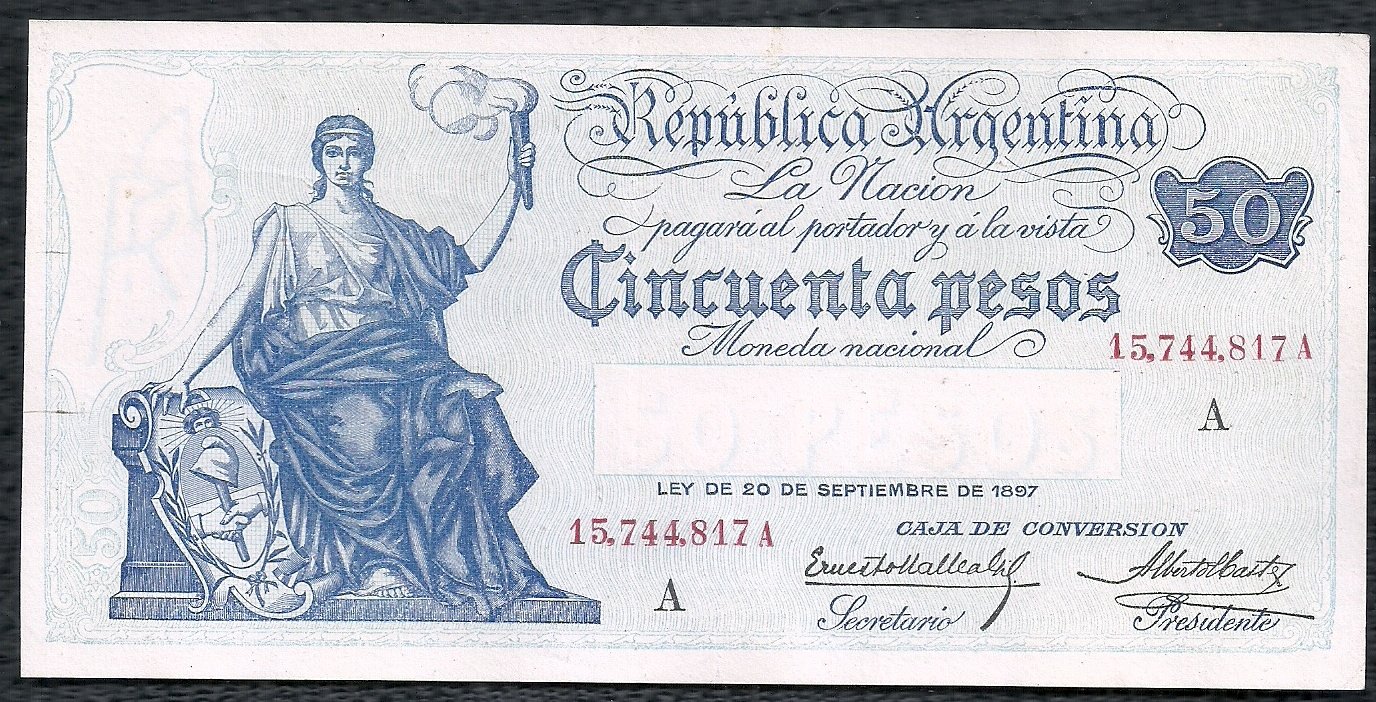 República Argentina
La Nacion
pagará al portador y á la vista
50
Cincuenta pesos
Moneda nacional
15,744,817 A
A
LEY DE 20 DE SEPTIEMBRE DE 1897
15,744,817 A
CAJA DE CONVERSION
A
Secretario
Presidente
50